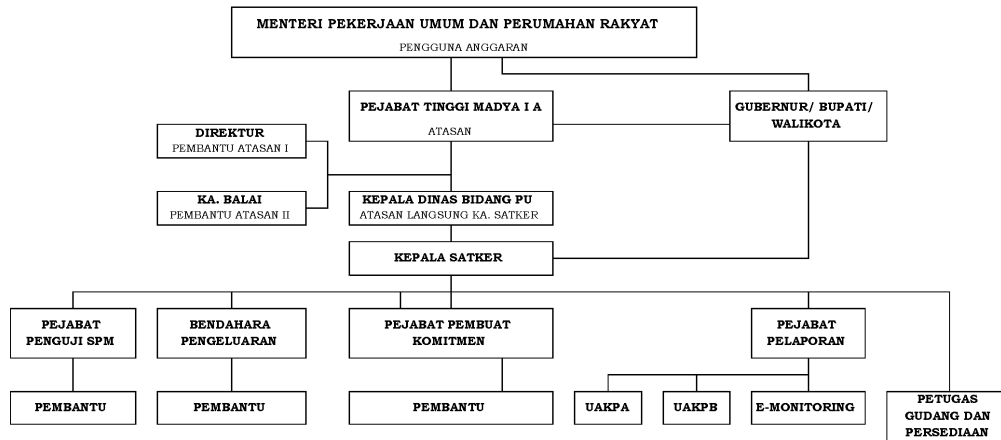 MENTERI PEKERJAAN UMUM DAN PERUMAHAN RAKYAT
PENGGUNA ANGGARAN
PEJABAT TINGGI MADYA I A
ATASAN
GUBERNUR/ BUPATI/
WALIKOTA
DIREKTUR
PEMBANTU ATASAN I
KA. BALAI
PEMBANTU ATASAN II
KEPALA DINAS BIDANG PU
ATASAN LANGSUNG KA. SATKER
KEPALA SATKER
PEJABAT
PENGUJI SPM
BENDAHARA
PENGELUARAN
PEJABAT PEMBUAT
KOMITMEN
PEJABAT
PELAPORAN
PEMBANTU
PEMBANTU
PEMBANTU
UAKPA
UAKPB
E-MONITORING
PETUGAS
GUDANG DAN
PERSEDIAAN